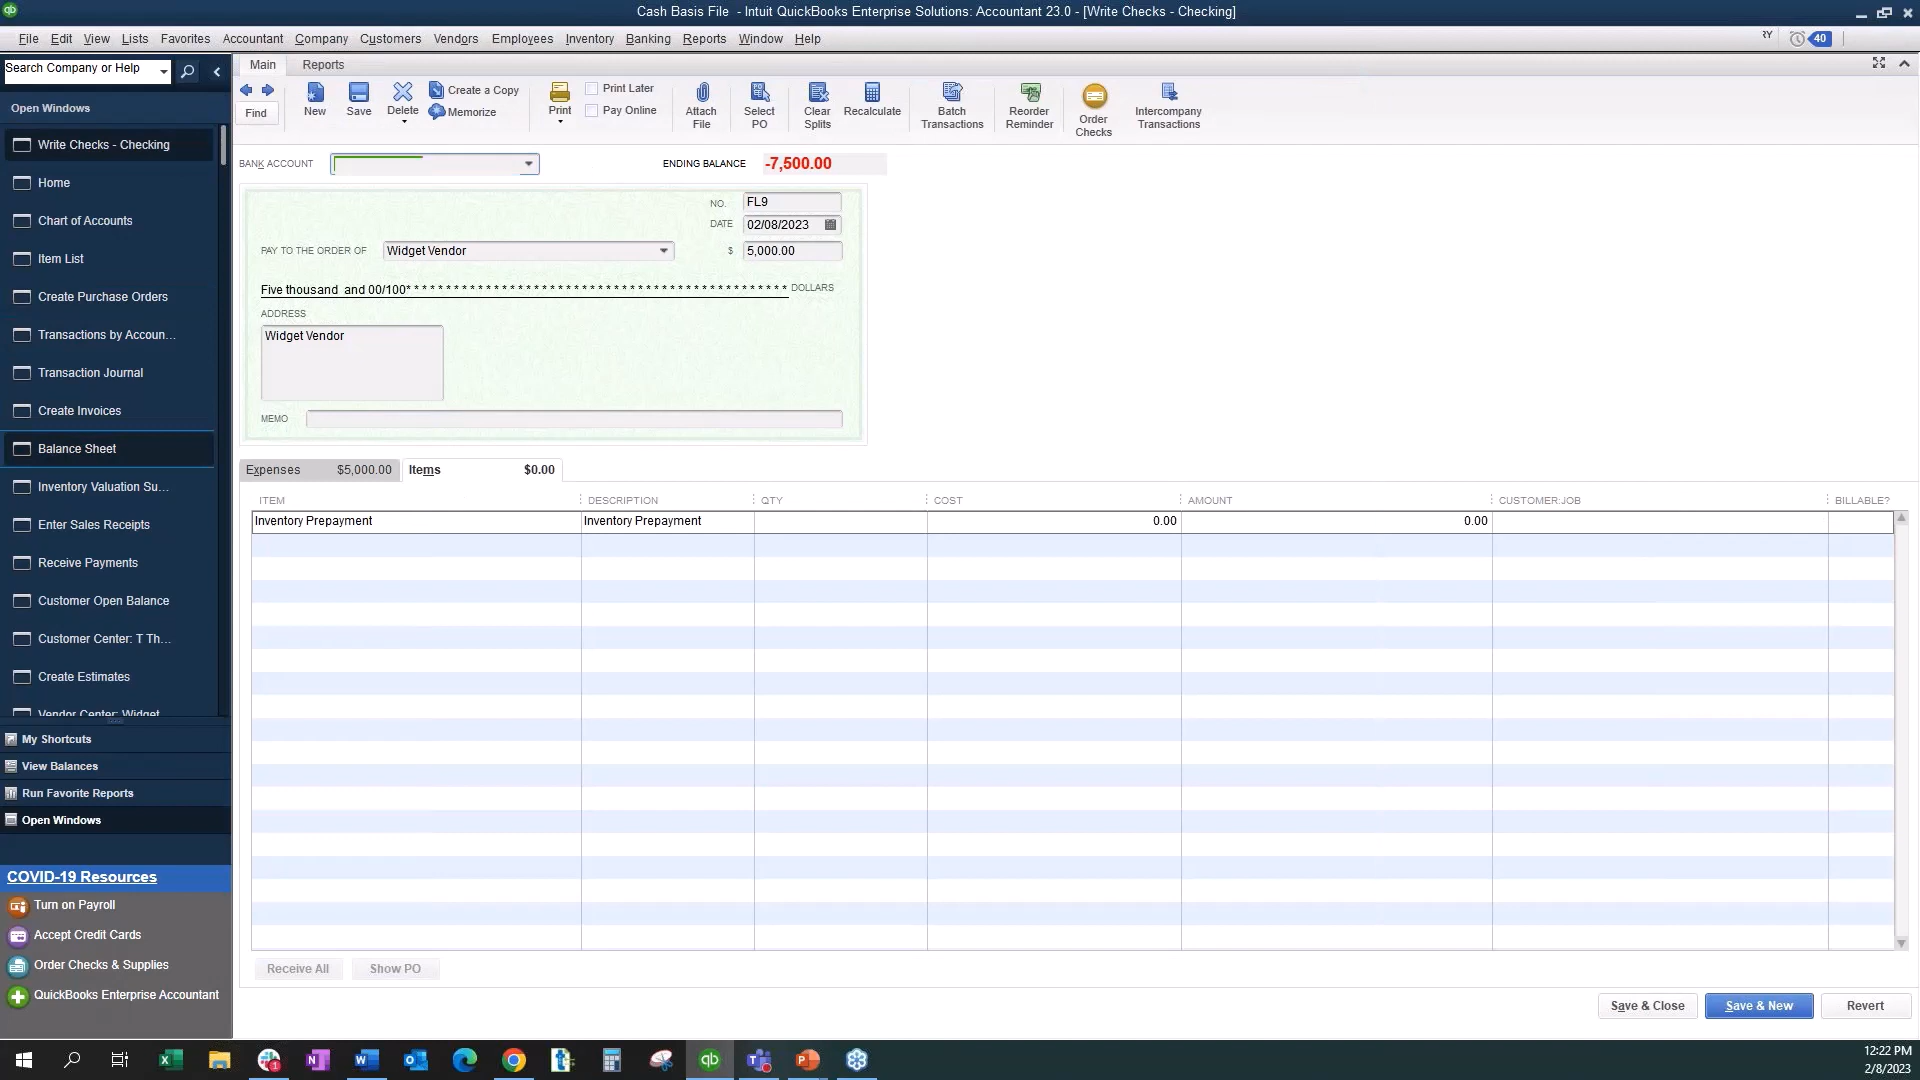 Cash Basis File - Intuit QuickBooks Enterprise Solutions: Accountant 23.0 - [Write Checks - Checking]
File Edit View Lists Favorites Accountant Company Customers Vendors Employees Inventory Banking Reports Window Help
40
Search Company or Help
Main Reports
Find
New
Save
Delete
Create a Copy
Memorize
Print
Print Later
Pay Online
Attach File
Select PO
Clear Splits
Recalculate
Batch Transactions
Reorder Reminder
Order Checks
Intercompany Transactions
Open Windows
Write Checks - Checking
Home
Chart of Accounts
Item List
Create Purchase Orders
Transactions by Accoun...
Transaction Journal
Create Invoices
Balance Sheet
Inventory Valuation Su...
Enter Sales Receipts
Receive Payments
Customer Open Balance
Customer Center: T Th...
Create Estimates
Vendor Center: Widget
My Shortcuts
View Balances
Run Favorite Reports
Open Windows
COVID-19 Resources
Turn on Payroll
Accept Credit Cards
Order Checks & Supplies
QuickBooks Enterprise Accountant
BANK ACCOUNT
ENDING BALANCE -7,500.00
NO. FL9
DATE 02/08/2023
PAY TO THE ORDER OF Widget Vendor $ 5,000.00
Five thousand and 00/100* * * * * * * * * * * * * * * * * * * * * * * * * * * * * * * * * * * * * * * * * * * * * * * DOLLARS
ADDRESS
Widget Vendor
MEMO
Expenses $5,000.00 Items $0.00
ITEM DESCRIPTION QTY COST AMOUNT CUSTOMER:JOB BILLABLE?
Inventory Prepayment Inventory Prepayment 0.00 0.00
Receive All Show PO
Save & Close Save & New Revert
12:22 PM
2/8/2023